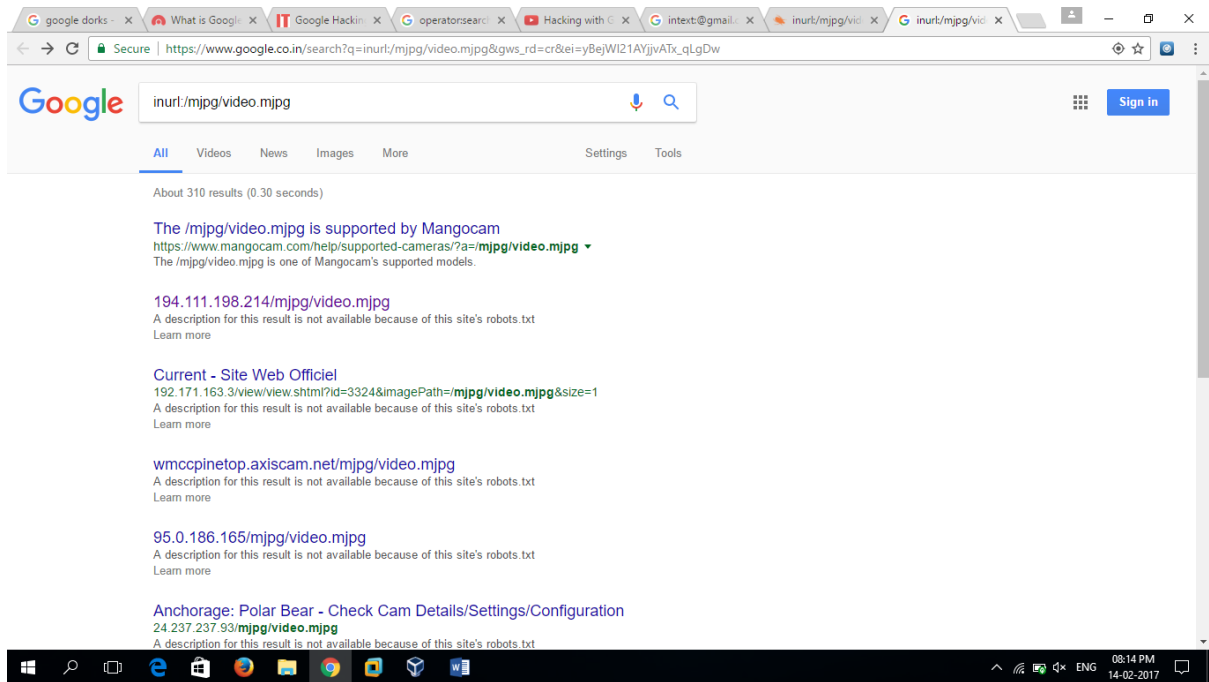 google dorks -
What is Google
Google Hackin
operator:searc
Hacking with G
intext:@gmail.c
inurl:/mjpg/vid
inurl:/mjpg/vid
Secure | https://www.google.co.in/search?q=inurl:/mjpg/video.mjpg&gws_rd=cr&ei=yBejWI21AYjjvATx_qLgDw
Google
inurl:/mjpg/video.mjpg
Sign in
All Videos News Images More Settings Tools
About 310 results (0.30 seconds)
The /mjpg/video.mjpg is supported by Mangocam
https://www.mangocam.com/help/supported-cameras/?a=/mjpg/video.mjpg
The /mjpg/video.mjpg is one of Mangocam's supported models.
194.111.198.214/mjpg/video.mjpg
A description for this result is not available because of this site's robots.txt
Learn more
Current - Site Web Officiel
192.171.163.3/view/view.shtml?id=3324&imagePath=/mjpg/video.mjpg&size=1
A description for this result is not available because of this site's robots.txt
Learn more
wmccpinetop.axiscam.net/mjpg/video.mjpg
A description for this result is not available because of this site's robots.txt
Learn more
95.0.186.165/mjpg/video.mjpg
A description for this result is not available because of this site's robots.txt
Learn more
Anchorage: Polar Bear - Check Cam Details/Settings/Configuration
24.237.237.93/mjpg/video.mjpg
A description for this result is not available because of this site's robots.txt
ENG
08:14 PM
14-02-2017